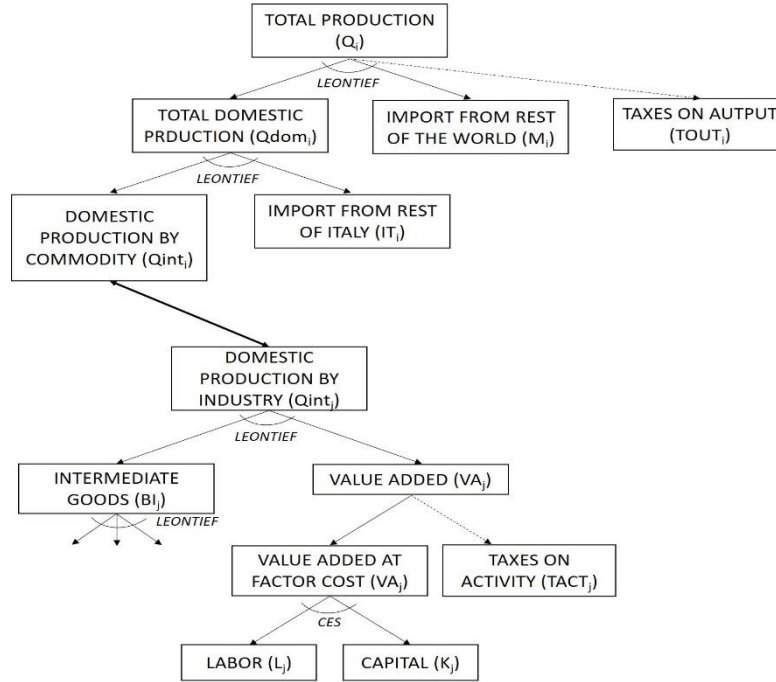 TOTAL PRODUCTION
(Qᵢ)
LEONTIEF
TOTAL DOMESTIC
PRDUCTION (Qdomᵢ)
IMPORT FROM REST
OF THE WORLD (Mᵢ)
TAXES ON AUTPUT
(TOUTᵢ)
LEONTIEF
DOMESTIC
PRODUCTION BY
COMMODITY (Qintᵢ)
IMPORT FROM REST
OF ITALY (ITᵢ)
DOMESTIC
PRODUCTION BY
INDUSTRY (Qintⱼ)
LEONTIEF
INTERMEDIATE
GOODS (BIⱼ)
VALUE ADDED (VAⱼ)
LEONTIEF
VALUE ADDED AT
FACTOR COST (VAⱼ)
TAXES ON
ACTIVITY (TACTⱼ)
CES
LABOR (Lⱼ)
CAPITAL (Kⱼ)